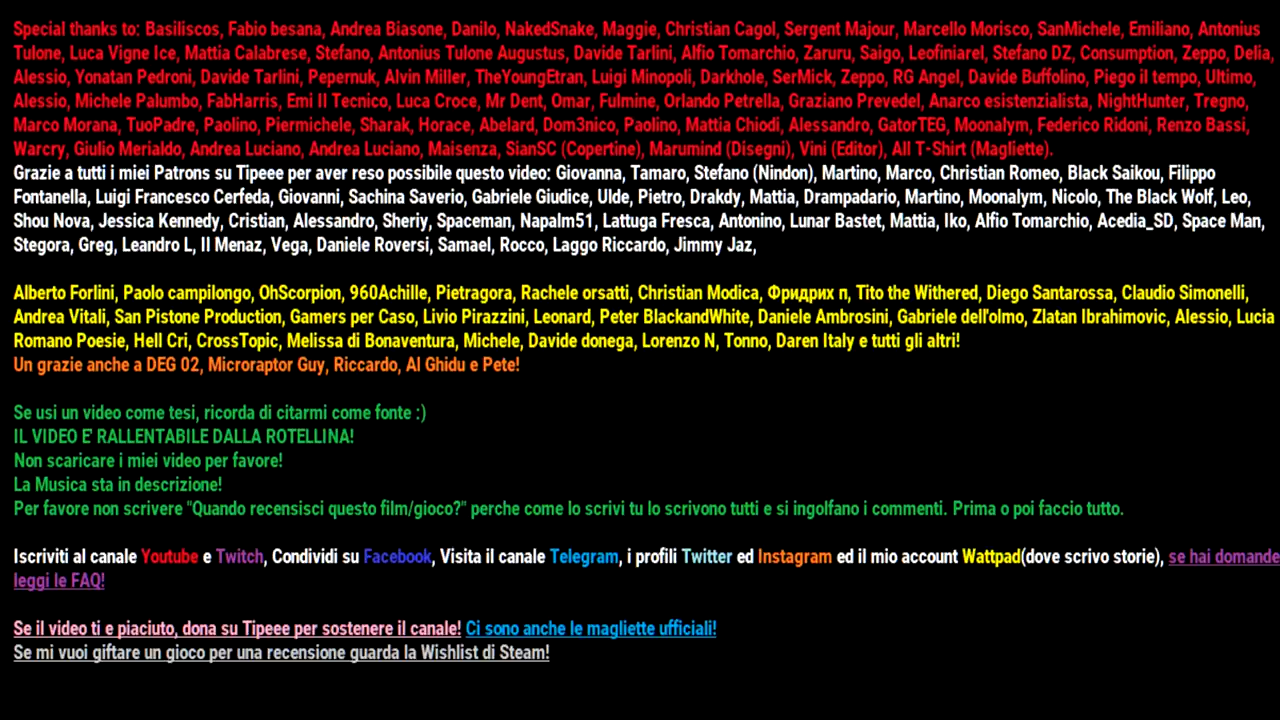 Special thanks to: Basiliscos, Fabio besana, Andrea Biasone, Danilo, NakedSnake, Maggie, Christian Cagol, Sergent Majour, Marcello Morisco, SanMichele, Emiliano, Antonius
Tulone, Luca Vigne Ice, Mattia Calabrese, Stefano, Antonius Tulone Augustus, Davide Tarlini, Alfio Tomarchio, Zaruru, Saigo, Leofiniarel, Stefano DZ, Consumption, Zeppo, Delia,
Alessio, Yonatan Pedroni, Davide Tarlini, Pepernuk, Alvin Miller, TheYoungEtran, Luigi Minopoli, Darkhole, SerMick, Zeppo, RG Angel, Davide Buffolino, Piego il tempo, Ultimo,
Alessio, Michele Palumbo, FabHarris, Emi Il Tecnico, Luca Croce, Mr Dent, Omar, Fulmine, Orlando Petrella, Graziano Prevedel, Anarco esistenzialista, NightHunter, Tregno,
Marco Morana, TuoPadre, Paolino, Piermichele, Sharak, Horace, Abelard, Dom3nico, Paolino, Mattia Chiodi, Alessandro, GatorTEG, Moonalym, Federico Ridoni, Renzo Bassi,
Warcry, Giulio Merialdo, Andrea Luciano, Andrea Luciano, Maisenza, SianSC (Copertine), Marumind (Disegni), Vini (Editor), All T-Shirt (Magliette).
Grazie a tutti i miei Patrons su Tipeee per aver reso possibile questo video: Giovanna, Tamaro, Stefano (Nindon), Martino, Marco, Christian Romeo, Black Saikou, Filippo
Fontanella, Luigi Francesco Cerfeda, Giovanni, Sachina Saverio, Gabriele Giudice, Ulde, Pietro, Drakdy, Mattia, Drampadario, Martino, Moonalym, Nicolo, The Black Wolf, Leo,
Shou Nova, Jessica Kennedy, Cristian, Alessandro, Sheriy, Spaceman, Napalm51, Lattuga Fresca, Antonino, Lunar Bastet, Mattia, Iko, Alfio Tomarchio, Acedia_SD, Space Man,
Stegora, Greg, Leandro L, Il Menaz, Vega, Daniele Roversi, Samael, Rocco, Laggo Riccardo, Jimmy Jaz,
Alberto Forlini, Paolo campilongo, OhScorpion, 960Achille, Pietragora, Rachele orsatti, Christian Modica, Фридрих п, Tito the Withered, Diego Santarossa, Claudio Simonelli,
Andrea Vitali, San Pistone Production, Gamers per Caso, Livio Pirazzini, Leonard, Peter BlackandWhite, Daniele Ambrosini, Gabriele dell'olmo, Zlatan Ibrahimovic, Alessio, Lucia
Romano Poesie, Hell Cri, CrossTopic, Melissa di Bonaventura, Michele, Davide donega, Lorenzo N, Tonno, Daren Italy e tutti gli altri!
Un grazie anche a DEG 02, Microraptor Guy, Riccardo, Al Ghidu e Pete!
Se usi un video come tesi, ricorda di citarmi come fonte :)
IL VIDEO E' RALLENTABILE DALLA ROTELLINA!
Non scaricare i miei video per favore!
La Musica sta in descrizione!
Per favore non scrivere "Quando recensisci questo film/gioco?" perche come lo scrivi tu lo scrivono tutti e si ingolfano i commenti. Prima o poi faccio tutto.
Iscriviti al canale Youtube e Twitch, Condividi su Facebook, Visita il canale Telegram, i profili Twitter ed Instagram ed il mio account Wattpad(dove scrivo storie), se hai domande
leggi le FAQ!
Se il video ti e piaciuto, dona su Tipeee per sostenere il canale! Ci sono anche le magliette ufficiali!
Se mi vuoi giftare un gioco per una recensione guarda la Wishlist di Steam!